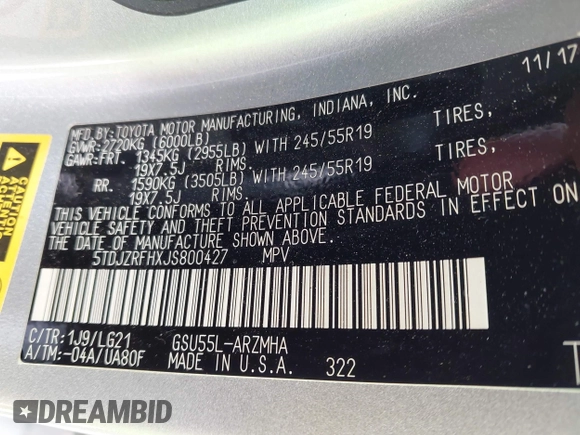 11/17
MFD.BY: TOYOTA MOTOR MANUFACTURING, INDIANA, INC.
GVWR: 2720KG (6000LB)
GAWR:FRT. 1345KG (2955LB) WITH 245/55R19 TIRES,
19X7.5J RIMS.
RR. 1590KG (3505LB) WITH 245/55R19 TIRES,
19X7.5J RIMS.
THIS VEHICLE CONFORMS TO ALL APPLICABLE FEDERAL MOTOR
VEHICLE SAFETY AND THEFT PREVENTION STANDARDS IN EFFECT ON
THE DATE OF MANUFACTURE SHOWN ABOVE.
5TDJZRFHXJS800427 MPV
C/TR: 1J9/LG21 GSU55L-ARZMHA
A/TM: -04A/UA80F MADE IN U.S.A. 322
DREAMBID